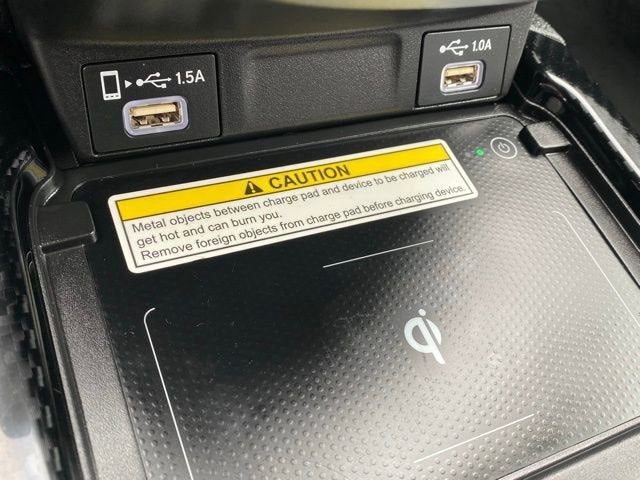 1.5A
1.0A
CAUTION
Metal objects between charge pad and device to be charged will
get hot and can burn you.
Remove foreign objects from charge pad before charging device.